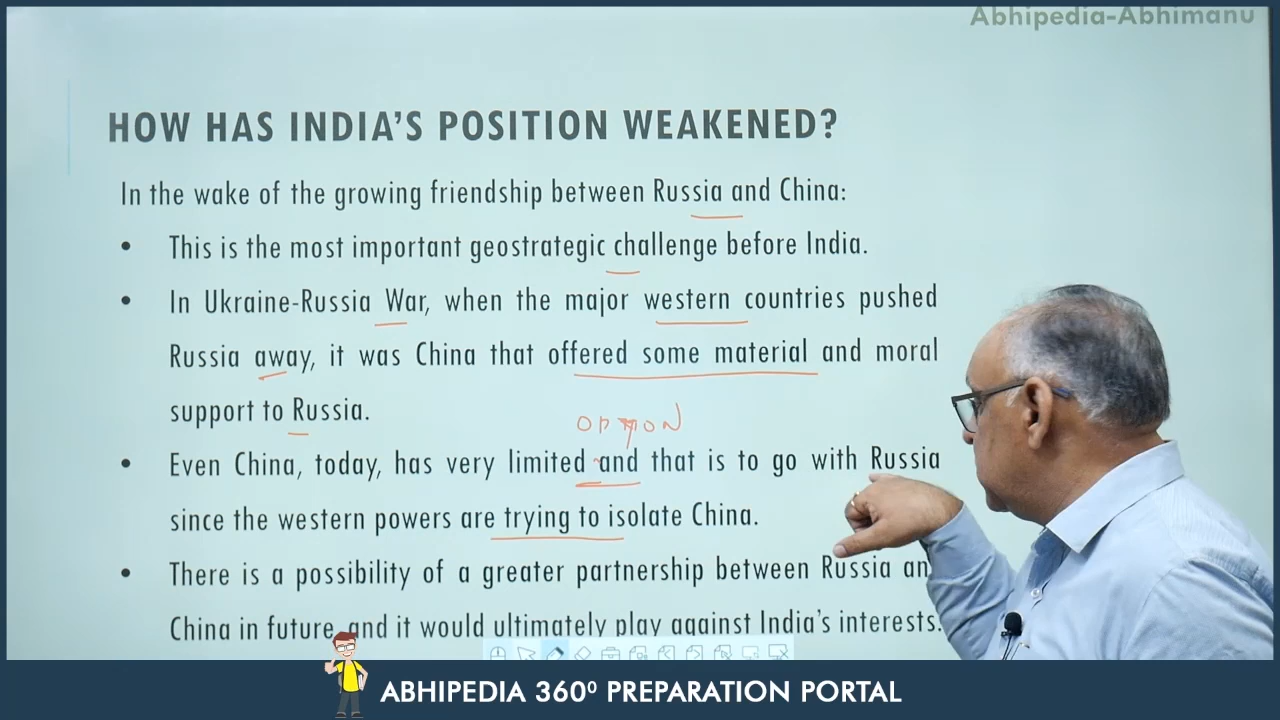 Abhipedia-Abhimanu
HOW HAS INDIA'S POSITION WEAKENED?
In the wake of the growing friendship between Russia and China:
• This is the most important geostrategic challenge before India.
• In Ukraine-Russia War, when the major western countries pushed
Russia away, it was China that offered some material and moral
support to Russia.
OPTION
• Even China, today, has very limited and that is to go with Russia
since the western powers are trying to isolate China.
• There is a possibility of a greater partnership between Russia an
China in future, and it would ultimately play against India's interests.
ABHIPEDIA 360⁰ PREPARATION PORTAL